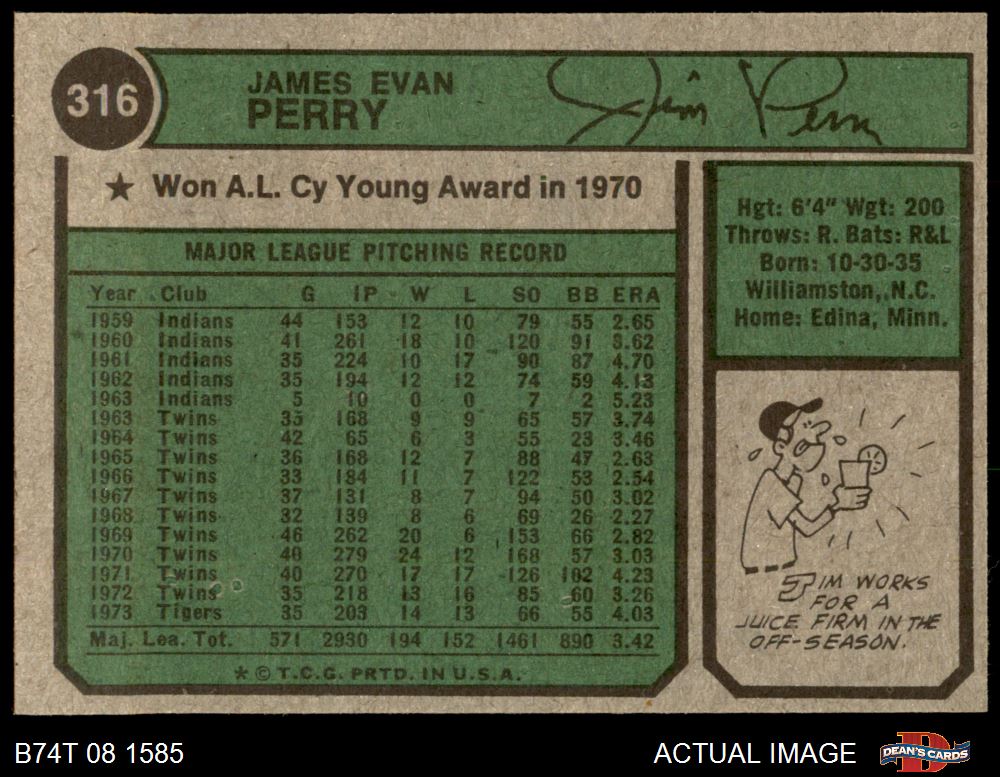 316
JAMES EVAN
PERRY
Jim Perry
★ Won A.L. Cy Young Award in 1970
MAJOR LEAGUE PITCHING RECORD
Year Club G IP W L SO BB ERA
1959 Indians 44 153 12 10 79 55 2.65
1960 Indians 41 261 18 10 120 91 3.62
1961 Indians 35 224 10 17 90 87 4.70
1962 Indians 35 194 12 12 74 59 4.13
1963 Indians 5 10 0 0 7 2 5.23
1963 Twins 35 168 9 9 65 57 3.74
1964 Twins 42 65 6 3 55 23 3.46
1965 Twins 36 168 12 7 88 47 2.63
1966 Twins 33 184 11 7 122 53 2.54
1967 Twins 37 131 8 7 94 50 3.02
1968 Twins 32 139 8 6 69 26 2.27
1969 Twins 46 262 20 6 153 66 2.82
1970 Twins 40 279 24 12 168 57 3.03
1971 Twins 40 270 17 17 126 102 4.23
1972 Twins 35 218 13 16 85 60 3.26
1973 Tigers 35 203 14 13 66 55 4.03
Maj. Lea. Tot. 571 2930 194 152 1461 890 3.42
* © T.C.G. PRTD. IN U.S.A.
Hgt: 6'4" Wgt: 200
Throws: R. Bats: R&L
Born: 10-30-35
Williamston, N.C.
Home: Edina, Minn.
JIM WORKS
FOR A
JUICE FIRM IN THE
OFF-SEASON.
B74T 08 1585
ACTUAL IMAGE
DEAN'S CARDS